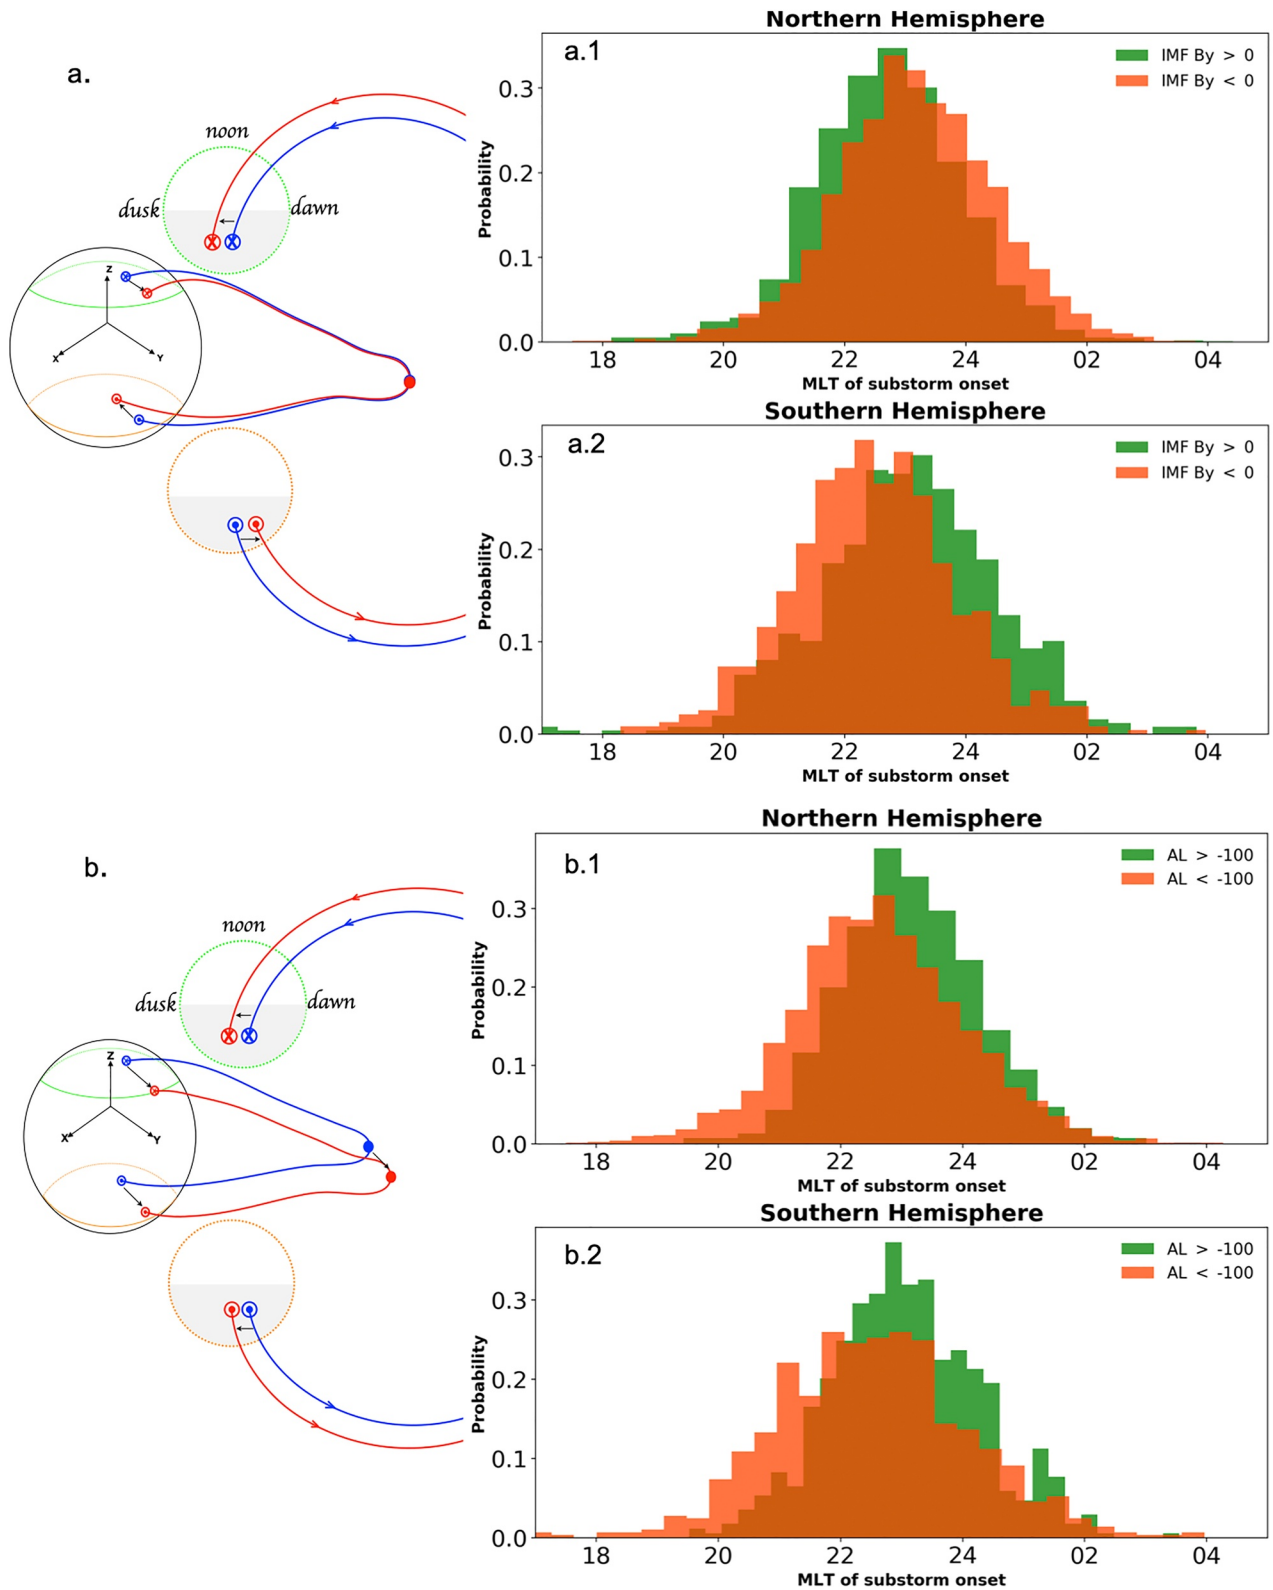 a.
noon
dusk
dawn
Z
X
Y
Northern Hemisphere
a.1
IMF By > 0
IMF By < 0
Probability
0.3
0.2
0.1
0.0
18 20 22 24 02 04
MLT of substorm onset
Southern Hemisphere
a.2
IMF By > 0
IMF By < 0
Probability
0.3
0.2
0.1
0.0
18 20 22 24 02 04
MLT of substorm onset
b.
noon
dusk
dawn
Z
X
Y
Northern Hemisphere
b.1
AL > -100
AL < -100
Probability
0.3
0.2
0.1
0.0
18 20 22 24 02 04
MLT of substorm onset
Southern Hemisphere
b.2
AL > -100
AL < -100
Probability
0.3
0.2
0.1
0.0
18 20 22 24 02 04
MLT of substorm onset